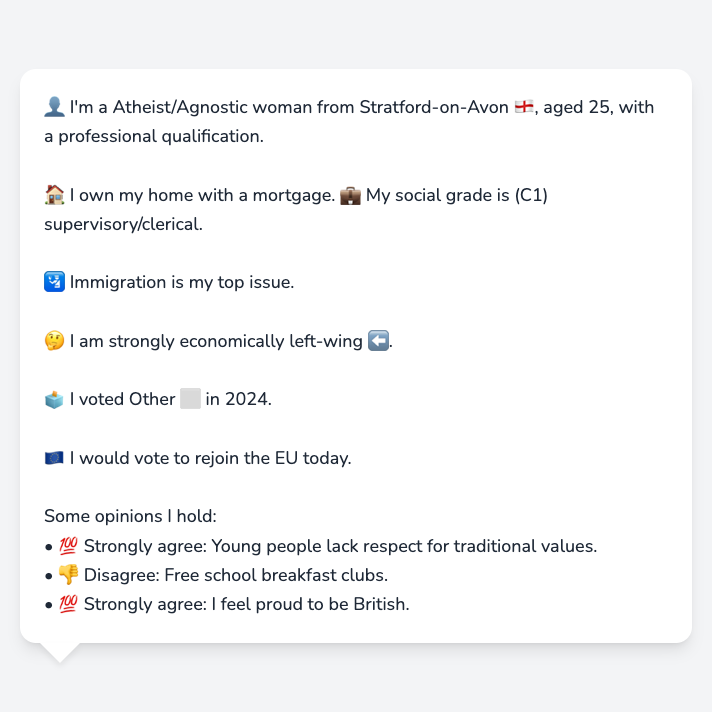 👤 I'm a Atheist/Agnostic woman from Stratford-on-Avon 🏴󠁧󠁢󠁥󠁮󠁧󠁿, aged 25, with
a professional qualification.
🏠 I own my home with a mortgage. 💼 My social grade is (C1)
supervisory/clerical.
🛂 Immigration is my top issue.
🤔 I am strongly economically left-wing ⬅️.
🗳️ I voted Other ⬜ in 2024.
🇪🇺 I would vote to rejoin the EU today.
Some opinions I hold:
• 💯 Strongly agree: Young people lack respect for traditional values.
• 👎 Disagree: Free school breakfast clubs.
• 💯 Strongly agree: I feel proud to be British.